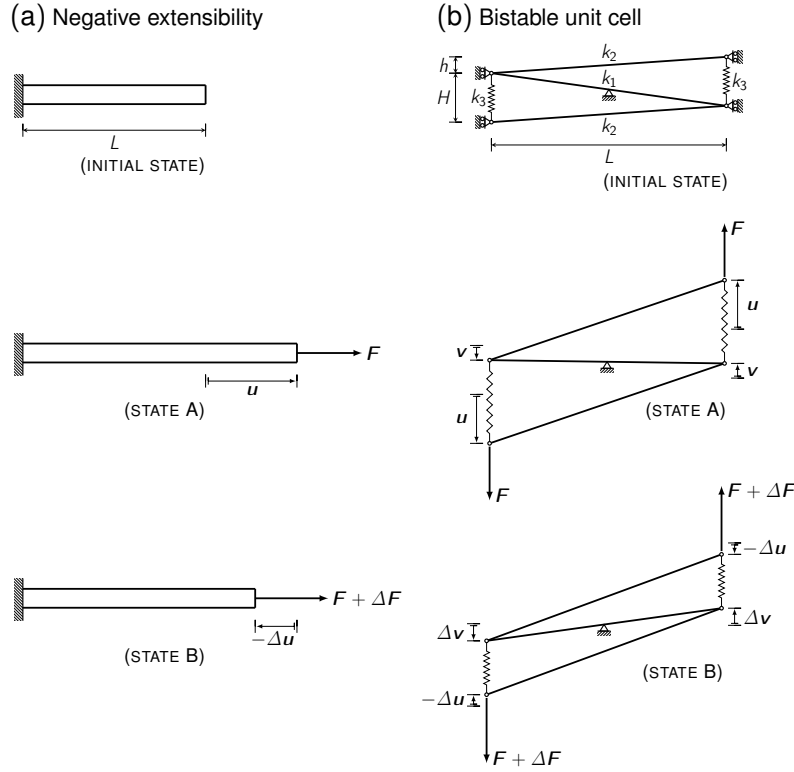 (a) Negative extensibility
L
(INITIAL STATE)
F
u
(STATE A)
F + ΔF
−Δu
(STATE B)
(b) Bistable unit cell
k₂
h
k₁
H
k₃
k₃
k₂
L
(INITIAL STATE)
F
u
v
v
u
(STATE A)
F
F + ΔF
−Δu
Δv
Δv
(STATE B)
−Δu
F + ΔF